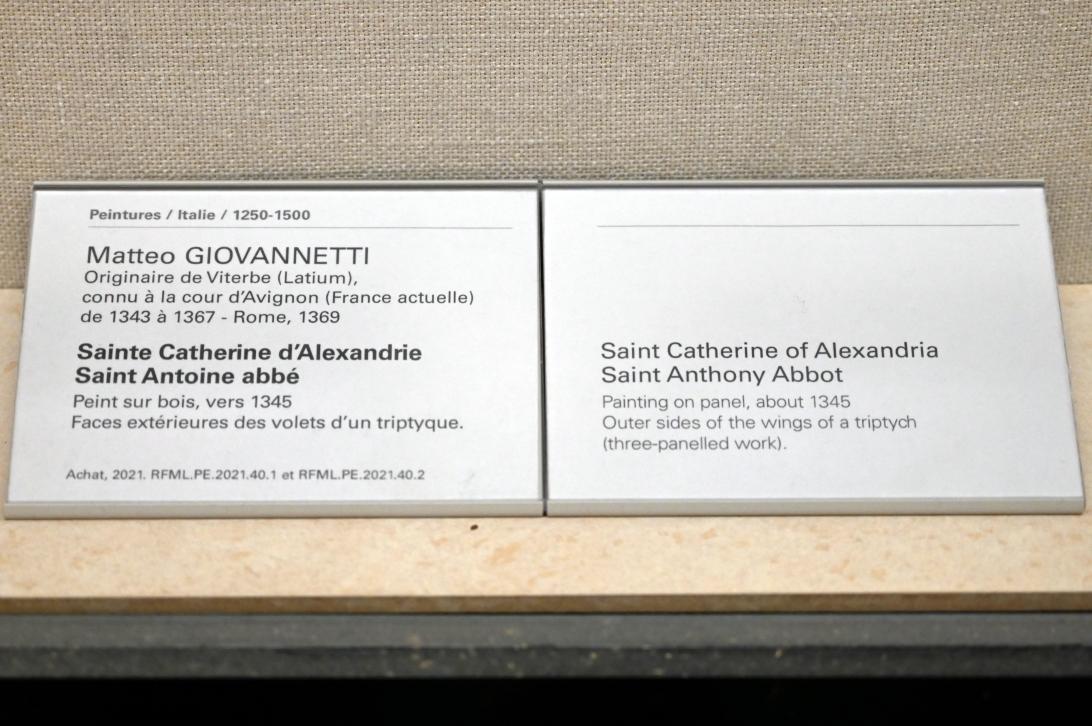 Peintures / Italie / 1250-1500
Matteo GIOVANNETTI
Originaire de Viterbe (Latium),
connu à la cour d'Avignon (France actuelle)
de 1343 à 1367 - Rome, 1369
Sainte Catherine d'Alexandrie
Saint Antoine abbé
Peint sur bois, vers 1345
Faces extérieures des volets d'un triptyque.
Achat, 2021. RFML.PE.2021.40.1 et RFML.PE.2021.40.2
Saint Catherine of Alexandria
Saint Anthony Abbot
Painting on panel, about 1345
Outer sides of the wings of a triptych
(three-panelled work).